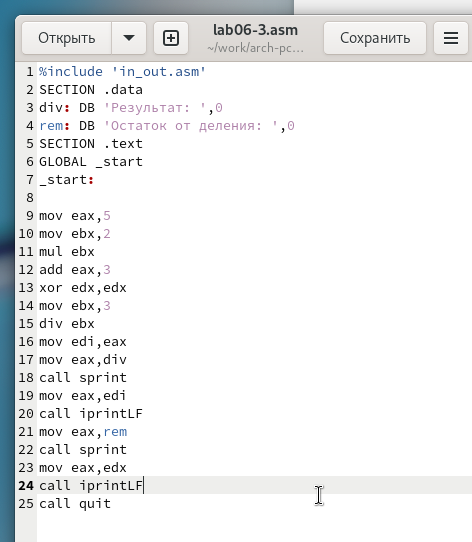 Открыть lab06-3.asm Сохранить
~/work/arch-pc…
1 %include 'in_out.asm'
2 SECTION .data
3 div: DB 'Результат: ',0
4 rem: DB 'Остаток от деления: ',0
5 SECTION .text
6 GLOBAL _start
7 _start:
8
9 mov eax,5
10 mov ebx,2
11 mul ebx
12 add eax,3
13 xor edx,edx
14 mov ebx,3
15 div ebx
16 mov edi,eax
17 mov eax,div
18 call sprint
19 mov eax,edi
20 call iprintLF
21 mov eax,rem
22 call sprint
23 mov eax,edx
24 call iprintLF
25 call quit